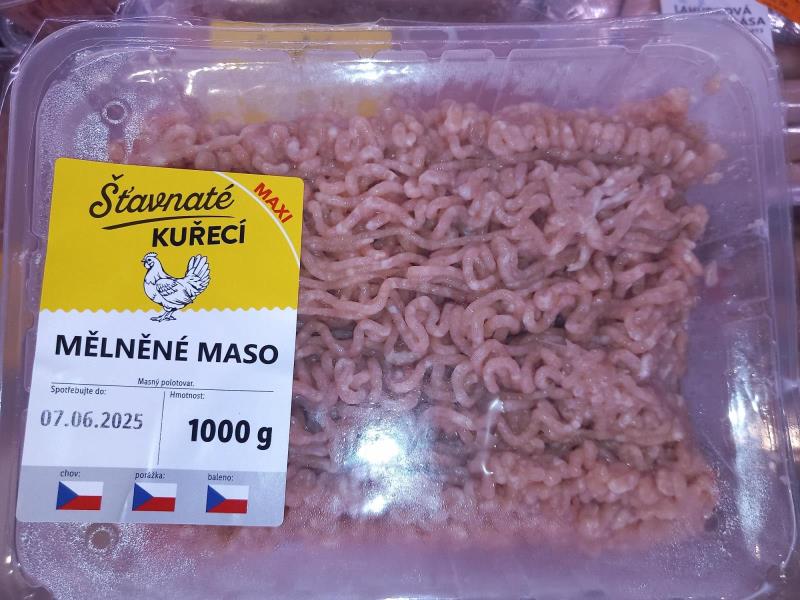 Šťavnaté
MAXI
KUŘECÍ
MĚLNĚNÉ MASO
Masný polotovar.
Spotřebujte do:
Hmotnost:
07.06.2025
1000 g
chov:
porážka:
baleno: